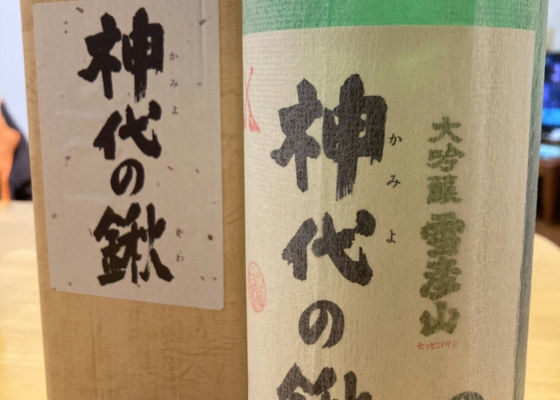 神代の鍬
かみよ
くわ
大吟醸 雪彦山
セッピコサン
神代の鍬
かみよ